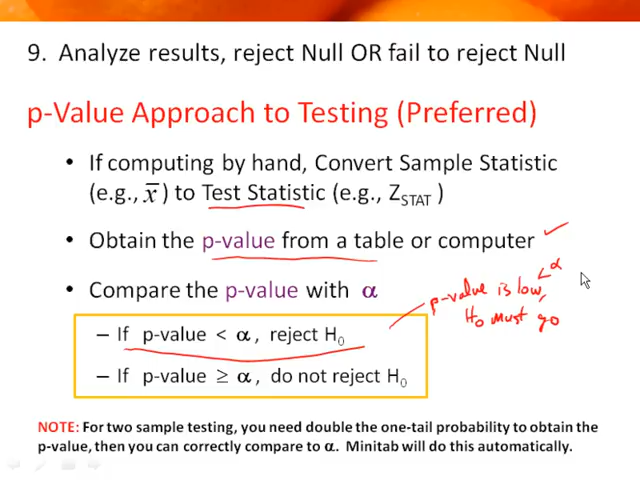 9. Analyze results, reject Null OR fail to reject Null
p-Value Approach to Testing (Preferred)
• If computing by hand, Convert Sample Statistic
(e.g., x̅ ) to Test Statistic (e.g., ZSTAT )
• Obtain the p-value from a table or computer
• Compare the p-value with α
< α
p-value is low,
H₀ must go
– If p-value < α , reject H₀
– If p-value ≥ α , do not reject H₀
NOTE: For two sample testing, you need double the one-tail probability to obtain the
p-value, then you can correctly compare to α. Minitab will do this automatically.